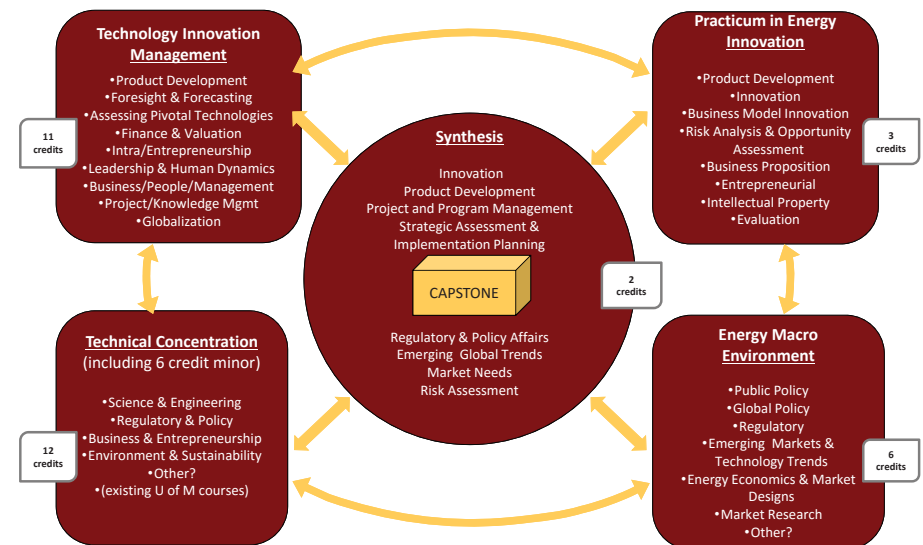 Technology Innovation
Management
•Product Development
•Foresight & Forecasting
•Assessing Pivotal Technologies
•Finance & Valuation
•Intra/Entrepreneurship
•Leadership & Human Dynamics
•Business/People/Management
•Project/Knowledge Mgmt
•Globalization
11
credits
Practicum in Energy
Innovation
•Product Development
•Innovation
•Business Model Innovation
•Risk Analysis & Opportunity
Assessment
•Business Proposition
•Entrepreneurial
•Intellectual Property
•Evaluation
3
credits
Synthesis
Innovation
Product Development
Project and Program Management
Strategic Assessment &
Implementation Planning
CAPSTONE
Regulatory & Policy Affairs
Emerging Global Trends
Market Needs
Risk Assessment
2
credits
Technical Concentration
(including 6 credit minor)
•Science & Engineering
•Regulatory & Policy
•Business & Entrepreneurship
•Environment & Sustainability
•Other?
•(existing U of M courses)
12
credits
Energy Macro
Environment
•Public Policy
•Global Policy
•Regulatory
•Emerging Markets &
Technology Trends
•Energy Economics & Market
Designs
•Market Research
•Other?
6
credits